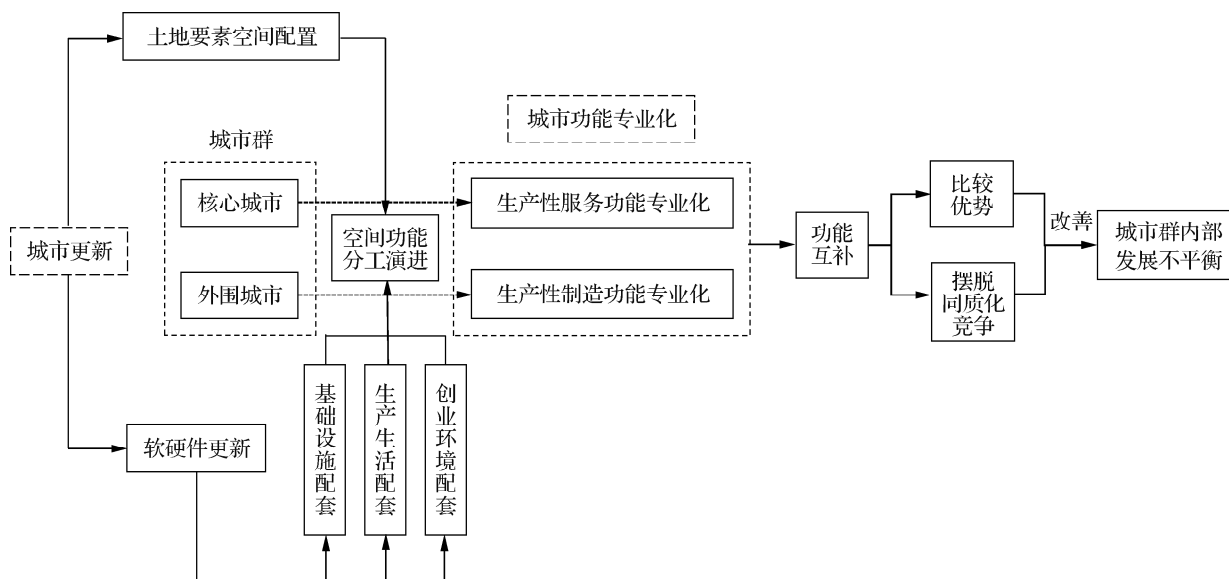 土地要素空间配置
城市功能专业化
城市群
核心城市
生产性服务功能专业化
比较
优势
空间功能
分工演进
功能
互补
改善
城市群内部
发展不平衡
城市更新
外围城市
生产性制造功能专业化
摆脱
同质化
竞争
基础设施配套
生产生活配套
创业环境配套
软硬件更新